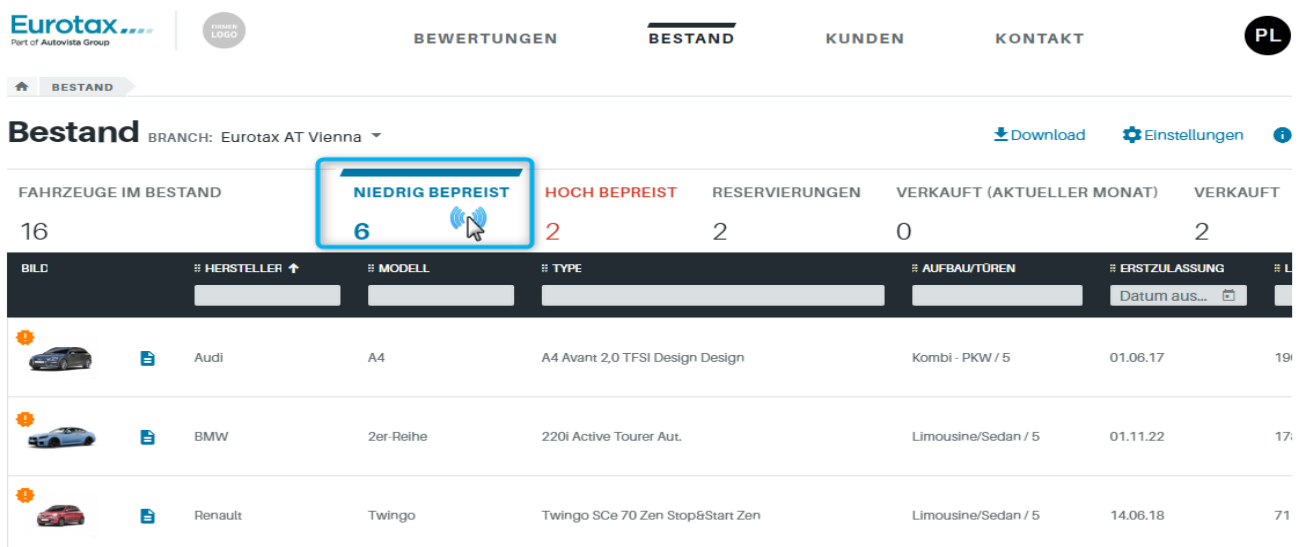 Eurotax....
Part of Autovista Group
FIRMEN
LOGO
BEWERTUNGEN BESTAND KUNDEN KONTAKT PL
BESTAND
Bestand BRANCH: Eurotax AT Vienna Download Einstellungen
FAHRZEUGE IM BESTAND NIEDRIG BEPREIST HOCH BEPREIST RESERVIERUNGEN VERKAUFT (AKTUELLER MONAT) VERKAUFT
16 6 2 2 0 2
BILD HERSTELLER MODELL TYPE AUFBAU/TÜREN ERSTZULASSUNG L
Datum aus...
Audi A4 A4 Avant 2,0 TFSI Design Design Kombi - PKW / 5 01.06.17 19
BMW 2er-Reihe 220i Active Tourer Aut. Limousine/Sedan / 5 01.11.22 17
Renault Twingo Twingo SCe 70 Zen Stop&Start Zen Limousine/Sedan / 5 14.06.18 71